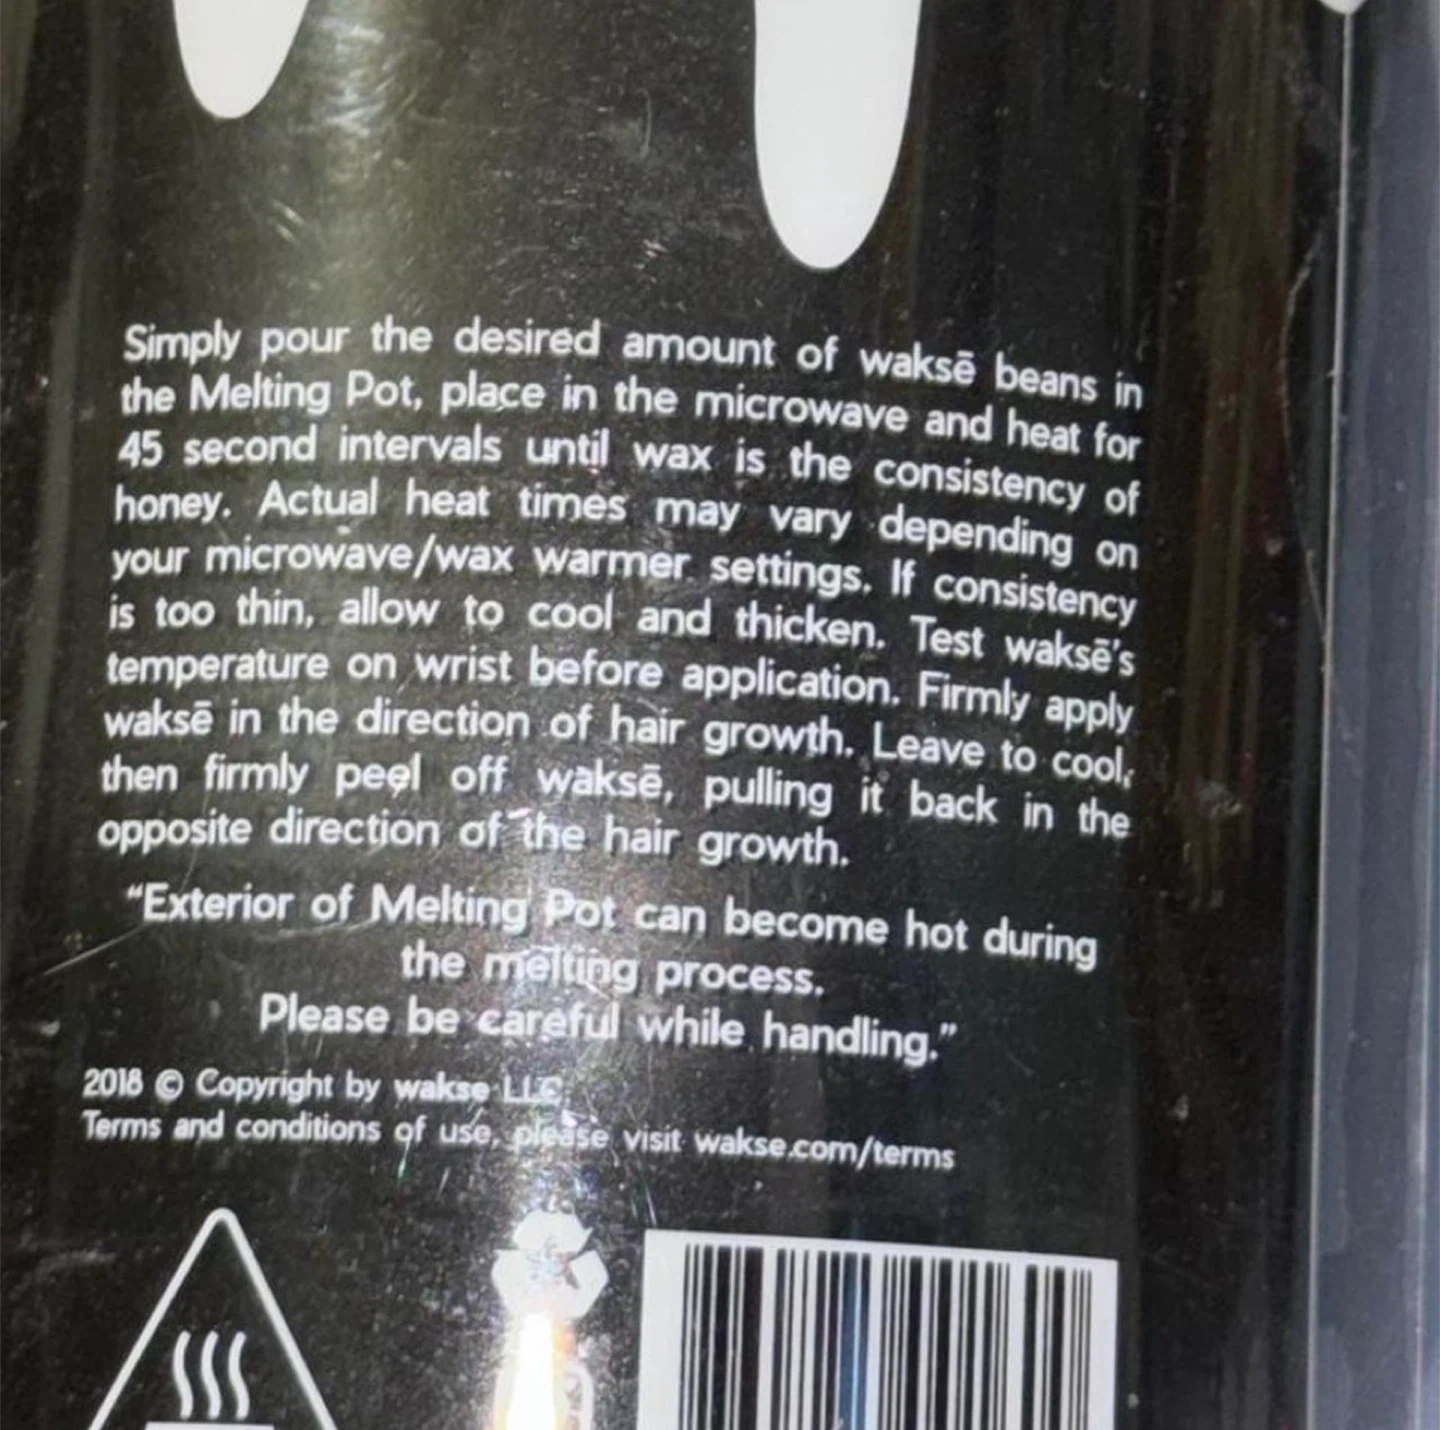 Simply pour the desired amount of waksē beans in
the Melting Pot, place in the microwave and heat for
45 second intervals until wax is the consistency of
honey. Actual heat times may vary depending on
your microwave/wax warmer settings. If consistency
is too thin, allow to cool and thicken. Test waksē's
temperature on wrist before application. Firmly apply
waksē in the direction of hair growth. Leave to cool,
then firmly peel off waksē, pulling it back in the
opposite direction of the hair growth.
“Exterior of Melting Pot can become hot during
the melting process.
Please be careful while handling.”
2018 © Copyright by wakse LLC
Terms and conditions of use, please visit wakse.com/terms